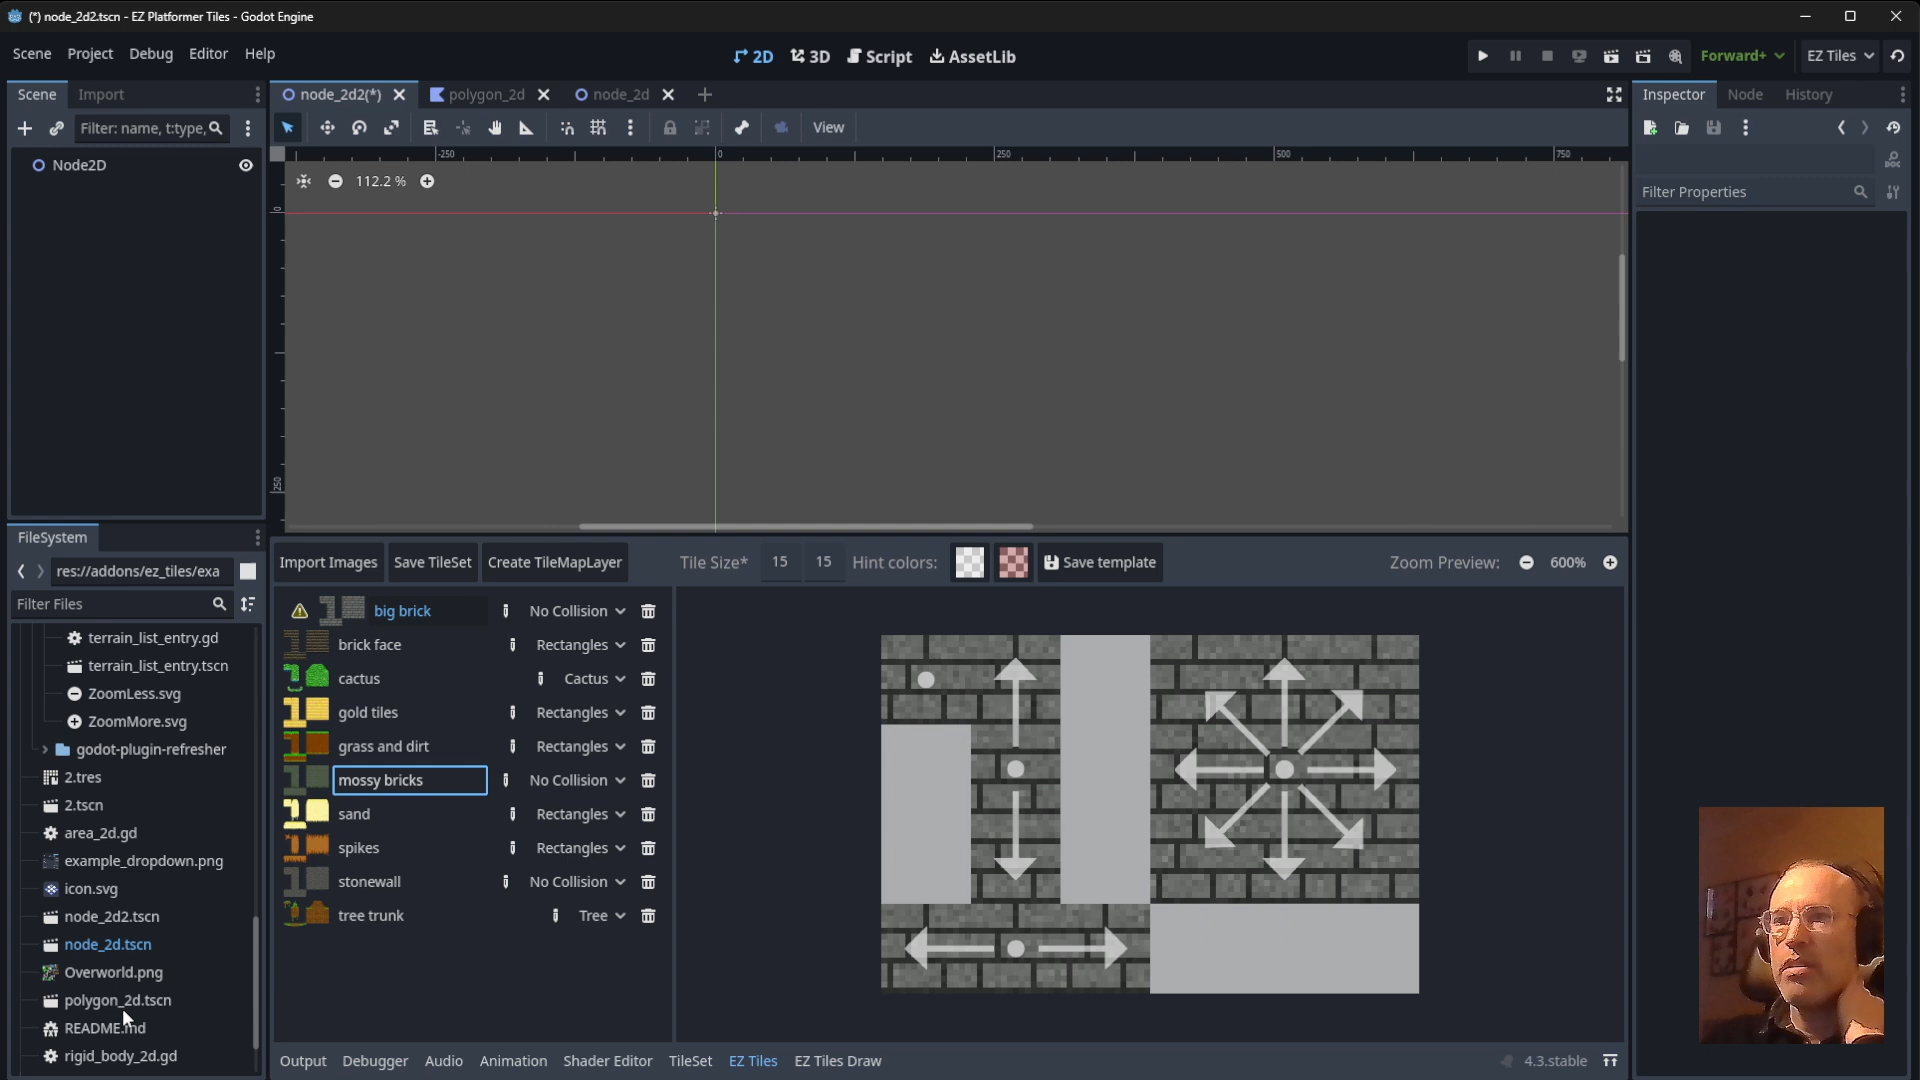 (*) node_2d2.tscn - EZ Platformer Tiles - Godot Engine
Scene Project Debug Editor Help
2D 3D Script AssetLib
Forward+ EZ Tiles
Scene Import
node_2d2(*) polygon_2d node_2d
Inspector Node History
Filter: name, t:type,
View
-250 0 250 500 750
Node2D
112.2 %
0
250
Filter Properties
FileSystem
res://addons/ez_tiles/exa
Filter Files
terrain_list_entry.gd
terrain_list_entry.tscn
ZoomLess.svg
ZoomMore.svg
godot-plugin-refresher
2.tres
2.tscn
area_2d.gd
example_dropdown.png
icon.svg
node_2d2.tscn
node_2d.tscn
Overworld.png
polygon_2d.tscn
README.md
rigid_body_2d.gd
Import Images Save TileSet Create TileMapLayer Tile Size* 15 15 Hint colors: Save template Zoom Preview: 600%
big brick No Collision
brick face Rectangles
cactus Cactus
gold tiles Rectangles
grass and dirt Rectangles
mossy bricks No Collision
sand Rectangles
spikes Rectangles
stonewall No Collision
tree trunk Tree
Output Debugger Audio Animation Shader Editor TileSet EZ Tiles EZ Tiles Draw 4.3.stable